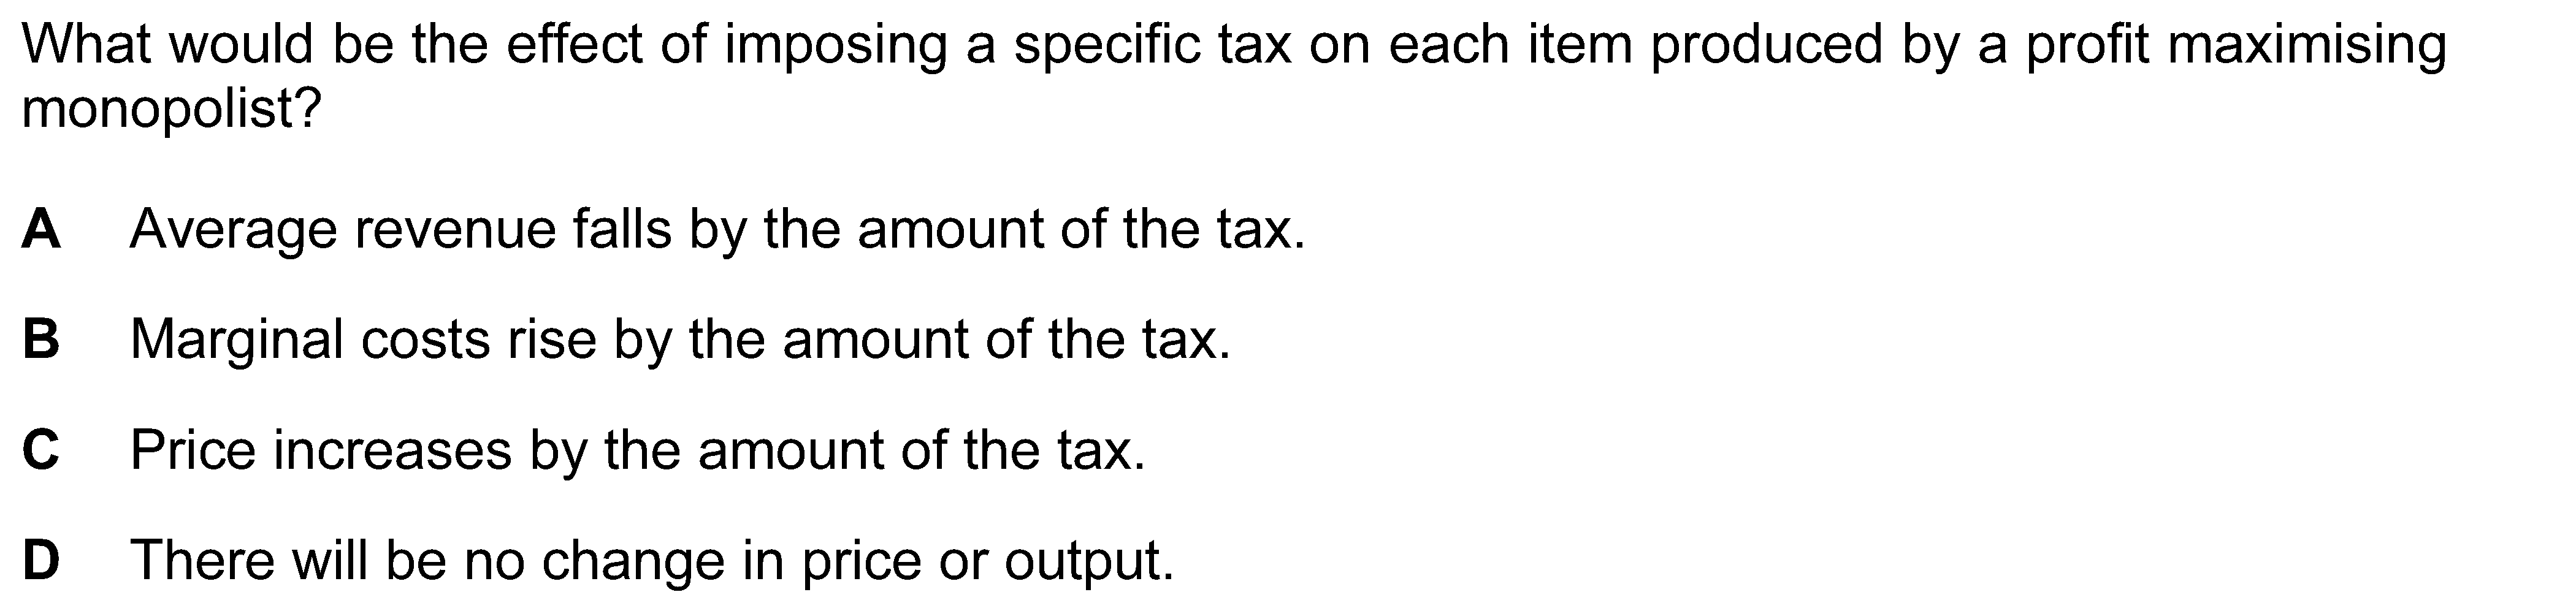 What would be the effect of imposing a specific tax on each item produced by a profit maximising
monopolist?
A Average revenue falls by the amount of the tax.
B Marginal costs rise by the amount of the tax.
C Price increases by the amount of the tax.
D There will be no change in price or output.